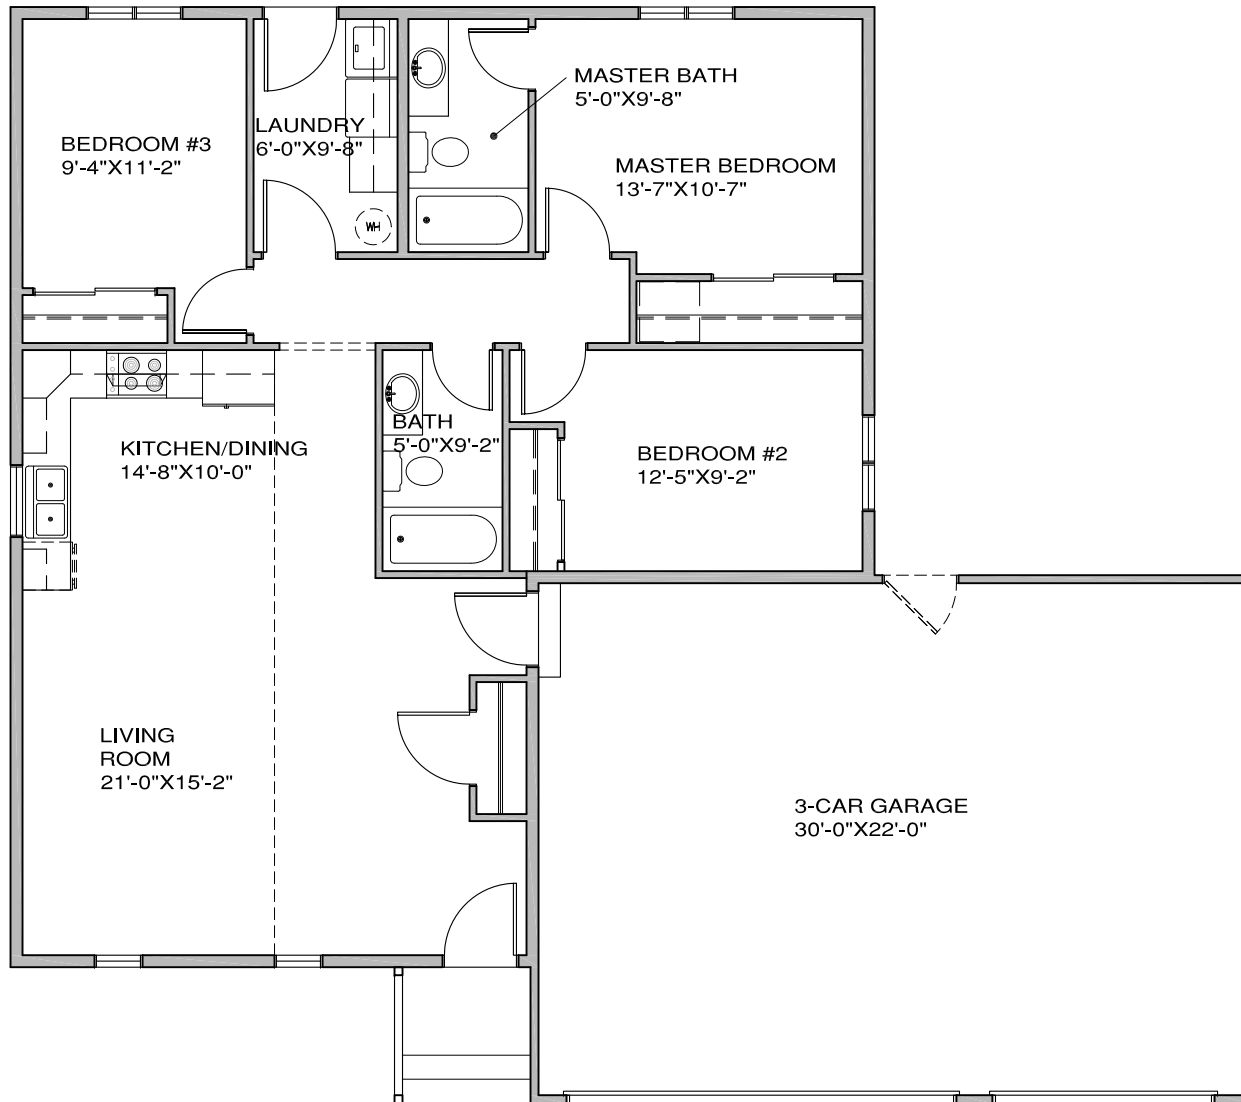 MASTER BATH
5'-0"X9'-8"
LAUNDRY
6'-0"X9'-8"
BEDROOM #3
9'-4"X11'-2"
MASTER BEDROOM
13'-7"X10'-7"
WH
BATH
5'-0"X9'-2"
KITCHEN/DINING
14'-8"X10'-0"
BEDROOM #2
12'-5"X9'-2"
LIVING
ROOM
21'-0"X15'-2"
3-CAR GARAGE
30'-0"X22'-0"